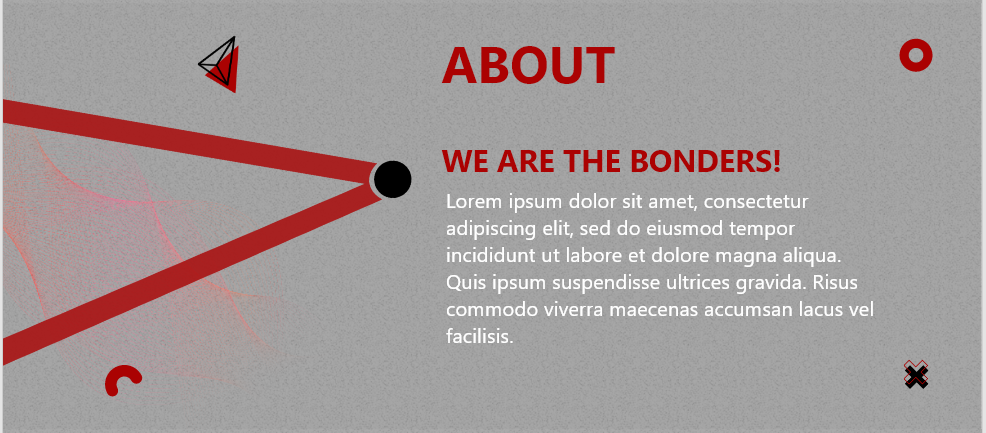 ABOUT
WE ARE THE BONDERS!
Lorem ipsum dolor sit amet, consectetur
adipiscing elit, sed do eiusmod tempor
incididunt ut labore et dolore magna aliqua.
Quis ipsum suspendisse ultrices gravida. Risus
commodo viverra maecenas accumsan lacus vel
facilisis.